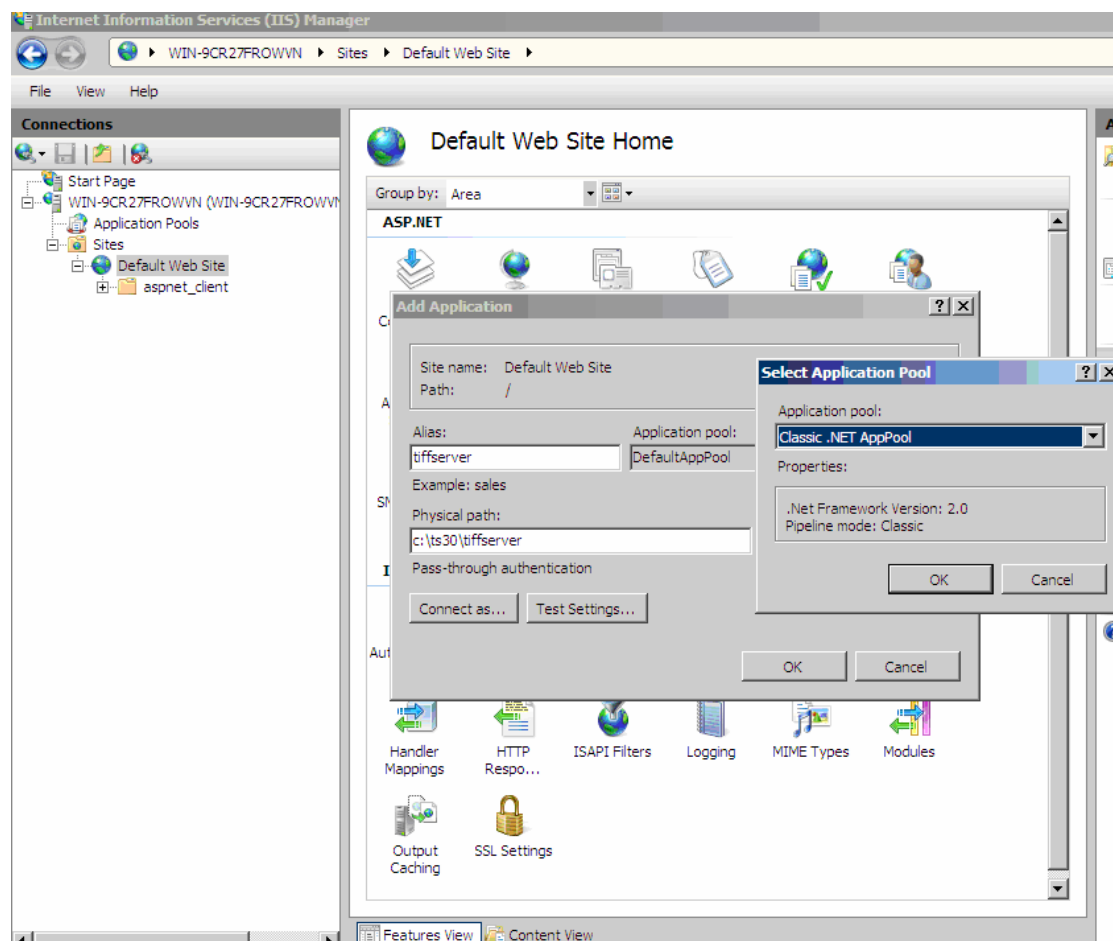 Internet Information Services (IIS) Manager
WIN-9CR27FROWVN Sites Default Web Site
File View Help
Connections
Start Page
WIN-9CR27FROWVN (WIN-9CR27FROWVN
Application Pools
Sites
Default Web Site
aspnet_client
Default Web Site Home
Group by: Area
ASP.NET
Add Application
Site name: Default Web Site
Path: /
Alias:
Application pool:
tiffserver
DefaultAppPool
Example: sales
Physical path:
c:\ts30\tiffserver
Pass-through authentication
Connect as... Test Settings...
OK Cancel
Select Application Pool
Application pool:
Classic .NET AppPool
Properties:
.Net Framework Version: 2.0
Pipeline mode: Classic
OK Cancel
Handler Mappings
HTTP Respo...
ISAPI Filters
Logging
MIME Types
Modules
Output Caching
SSL Settings
Features View Content View